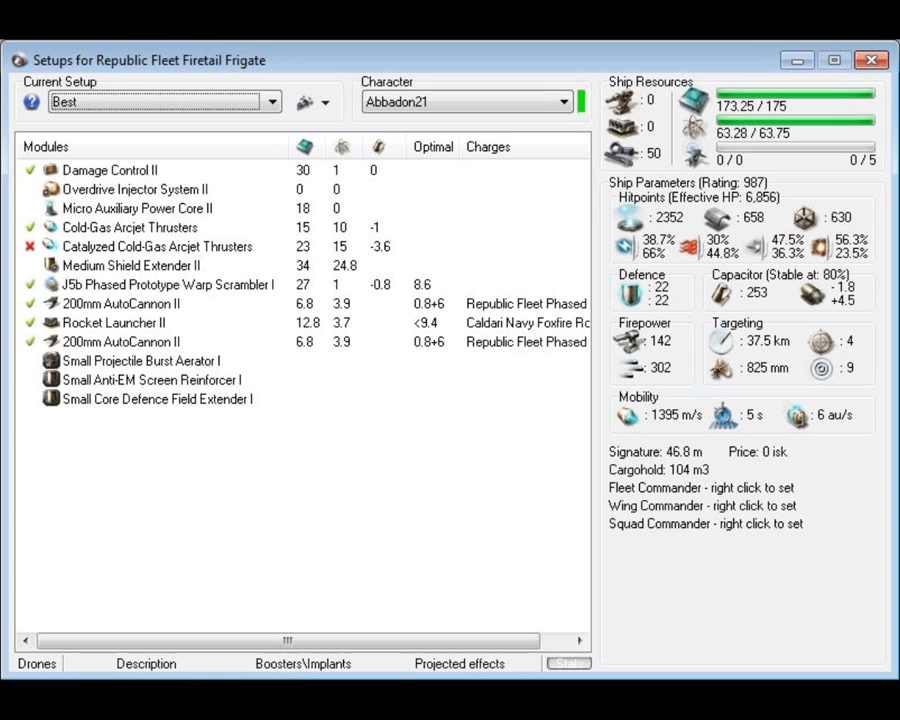 Setups for Republic Fleet Firetail Frigate
Current Setup
Best
Character
Abbadon21
Modules Optimal Charges
Damage Control II 30 1 0
Overdrive Injector System II 0 0
Micro Auxiliary Power Core II 18 0
Cold-Gas Arcjet Thrusters 15 10 -1
Catalyzed Cold-Gas Arcjet Thrusters 23 15 -3.6
Medium Shield Extender II 34 24.8
J5b Phased Prototype Warp Scrambler I 27 1 -0.8 8.6
200mm AutoCannon II 6.8 3.9 0.8+6 Republic Fleet Phased
Rocket Launcher II 12.8 3.7 <9.4 Caldari Navy Foxfire Rc
200mm AutoCannon II 6.8 3.9 0.8+6 Republic Fleet Phased
Small Projectile Burst Aerator I
Small Anti-EM Screen Reinforcer I
Small Core Defence Field Extender I
Drones Description Boosters\Implants Projected effects
Ship Resources
: 0 173.25 / 175
: 0 63.28 / 63.75
: 50 0 / 0 0 / 5
Ship Parameters (Rating: 987)
Hitpoints (Effective HP: 6,856)
: 2352 : 658 : 630
38.7% 30% 47.5% 56.3%
66% 44.8% 36.3% 23.5%
Defence Capacitor (Stable at: 80%)
: 22 : 253 - 1.8
: 22 +4.5
Firepower Targeting
: 142 : 37.5 km : 4
: 302 : 825 mm : 9
Mobility
: 1395 m/s : 5 s : 6 au/s
Signature: 46.8 m Price: 0 isk
Cargohold: 104 m3
Fleet Commander - right click to set
Wing Commander - right click to set
Squad Commander - right click to set